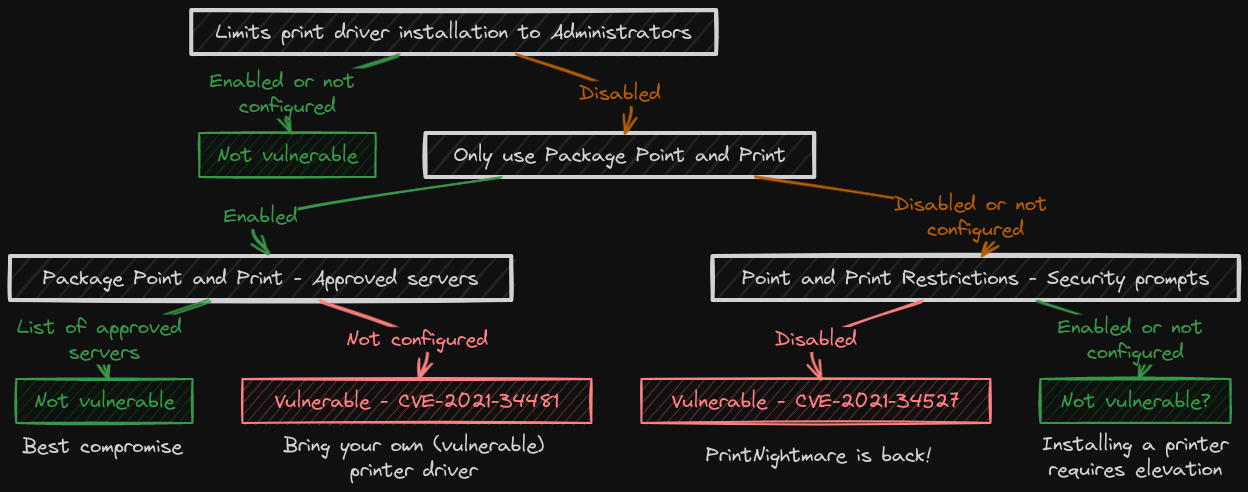 Limits print driver installation to Administrators
Enabled or not
configured
Disabled
Not vulnerable
Only use Package Point and Print
Enabled
Disabled or not
configured
Package Point and Print - Approved servers
Point and Print Restrictions - Security prompts
List of approved
servers
Not configured
Disabled
Enabled or not
configured
Not vulnerable
Vulnerable - CVE-2021-34481
Vulnerable - CVE-2021-34527
Not vulnerable?
Best compromise
Bring your own (vulnerable)
printer driver
PrintNightmare is back!
Installing a printer
requires elevation